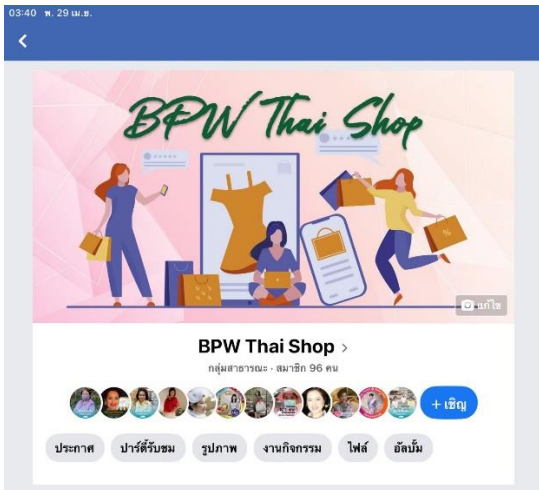 03:40 พ. 29 เม.ย.
BPW Thai Shop
แก้ไข
BPW Thai Shop >
กลุ่มสาธารณะ · สมาชิก 96 คน
+ เชิญ
ประกาศ ปาร์ตี้รับชม รูปภาพ งานกิจกรรม ไฟล์ อัลบั้ม